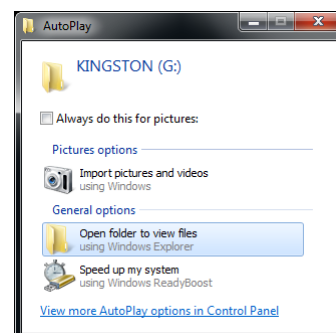 AutoPlay
KINGSTON (G:)
Always do this for pictures:
Pictures options
Import pictures and videos
using Windows
General options
Open folder to view files
using Windows Explorer
Speed up my system
using Windows ReadyBoost
View more AutoPlay options in Control Panel